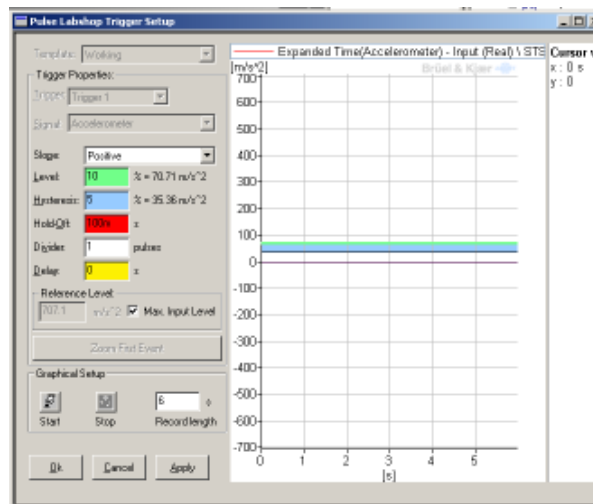 Pulse Labshop Trigger Setup
Template: Working
Trigger Properties:
Trigger: Trigger 1
Signal: Accelerometer
Slope: Positive
Level: 10 % = 70.71 m/s^2
Hysteresis: 5 % = 35.36 m/s^2
Hold-Off: 100m s
Divider: 1 pulses
Delay: 0 s
Reference Level:
707.1 m/s^2 Max. Input Level
Zoom First Event
Graphical Setup
Start Stop 6 s
Record length
Ok Cancel Apply
Expanded Time(Accelerometer) - Input (Real) \ STS
[m/s^2] Brüel & Kjær
700
600
500
400
300
200
100
0
-100
-200
-300
-400
-500
-600
-700
0 1 2 3 4 5
[s]
Cursor v
x : 0 s
y : 0